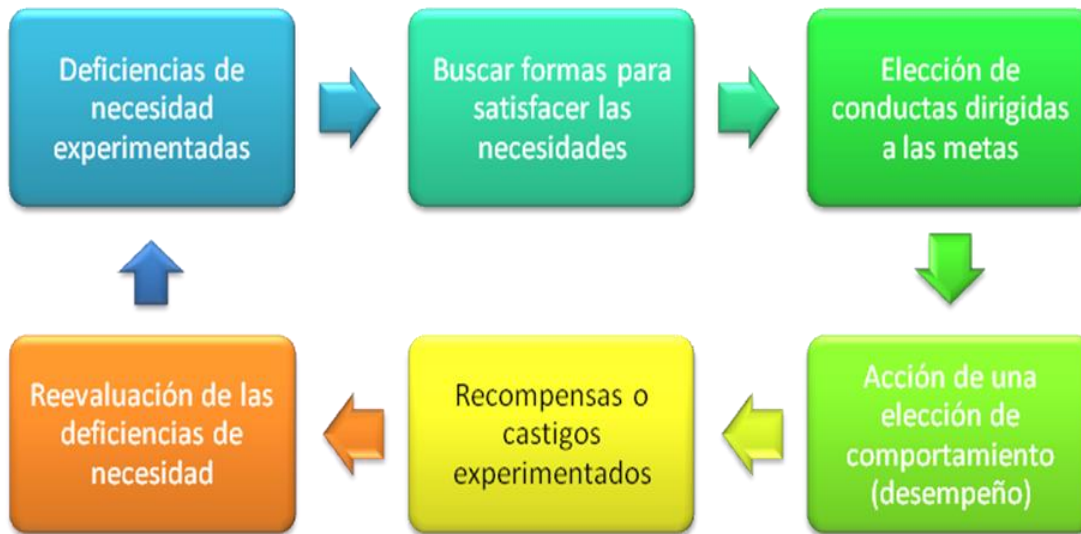 Deficiencias de
necesidad
experimentadas
Buscar formas para
satisfacer las
necesidades
Elección de
conductas dirigidas
a las metas
Acción de una
elección de
comportamiento
(desempeño)
Recompensas o
castigos
experimentados
Reevaluación de las
deficiencias de
necesidad